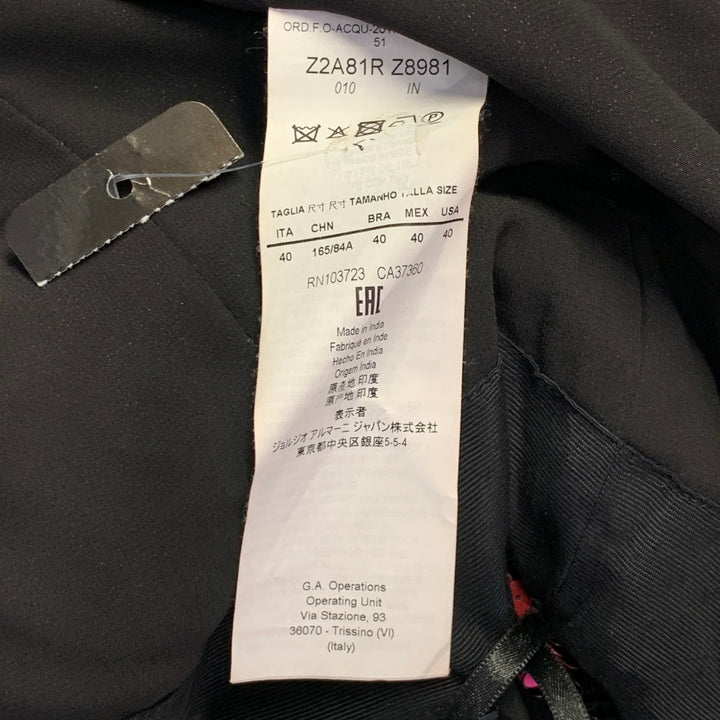 ORD.F.O-ACQU-201
51
Z2A81R Z8981
010 IN
P
TAGLIA 尺寸 尺寸 TAMANHO TALLA SIZE
ITA CHN BRA MEX USA
40 165/84A 40 40 40
RN103723 CA37360
EAC
Made in India
Fabriqué en Inde
Hecho En India
Origem India
原産地 印度
原产地 印度
表示者
ジョルジオ アルマーニ ジャパン株式会社
東京都中央区銀座5-5-4
G.A. Operations
Operating Unit
Via Stazione, 93
36070 - Trissino (VI)
(Italy)